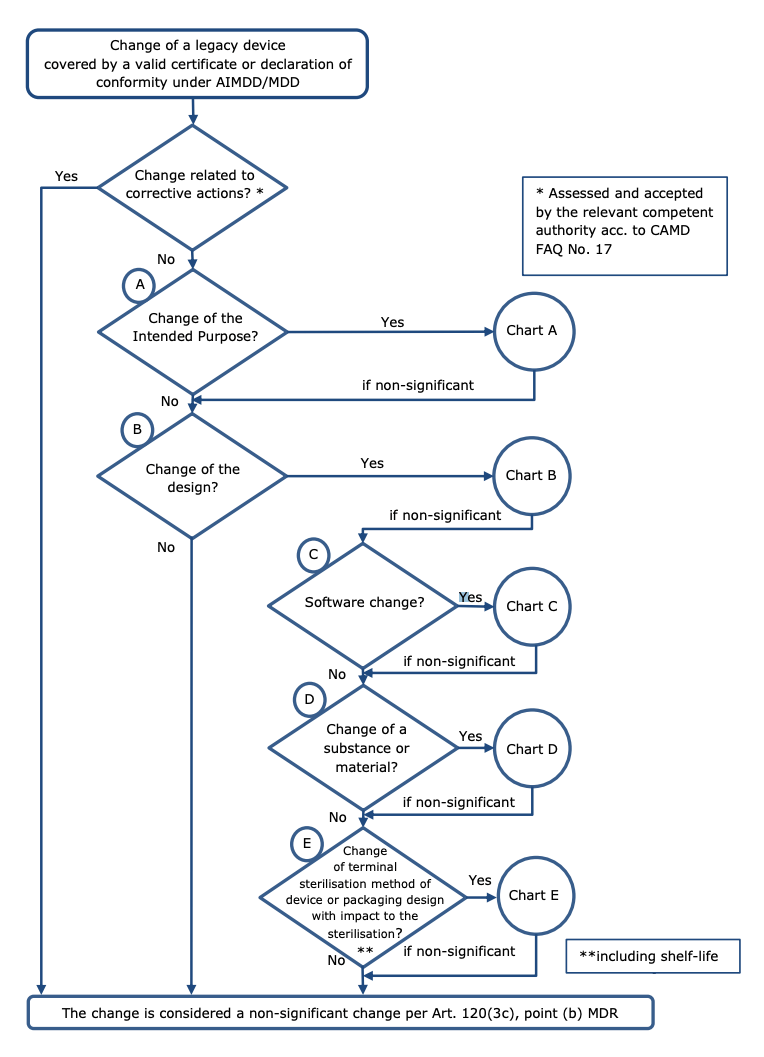 Change of a legacy device
covered by a valid certificate or declaration of
conformity under AIMDD/MDD
Yes
Change related to
corrective actions? *
* Assessed and accepted
by the relevant competent
authority acc. to CAMD
FAQ No. 17
No
A
Change of the
Intended Purpose?
Yes
Chart A
if non-significant
No
B
Change of the
design?
Yes
Chart B
if non-significant
No
C
Software change?
Yes
Chart C
if non-significant
No
D
Change of a
substance or
material?
Yes
Chart D
if non-significant
No
E
Change
of terminal
sterilisation method of
device or packaging design
with impact to the
sterilisation?
**
Yes
Chart E
if non-significant
No
**including shelf-life
The change is considered a non-significant change per Art. 120(3c), point (b) MDR